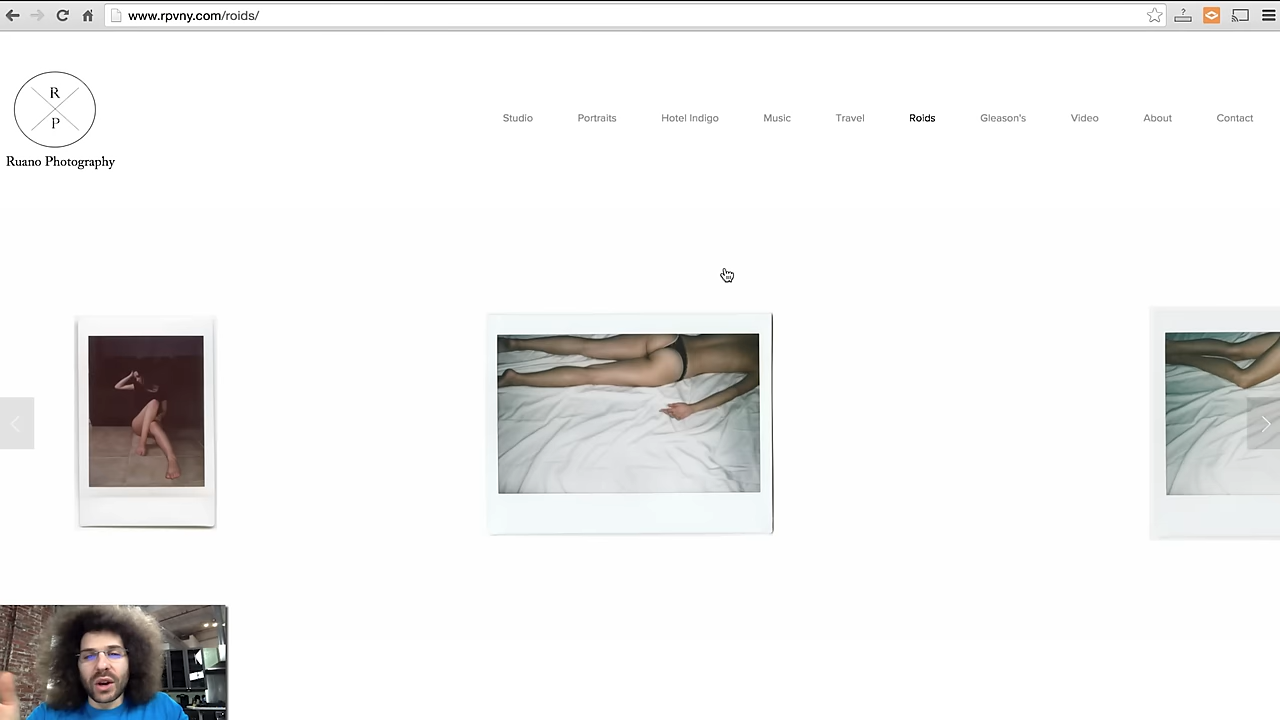 www.rpvny.com/roids/
R
P
Ruano Photography
Studio Portraits Hotel Indigo Music Travel Roids Gleason's Video About Contact